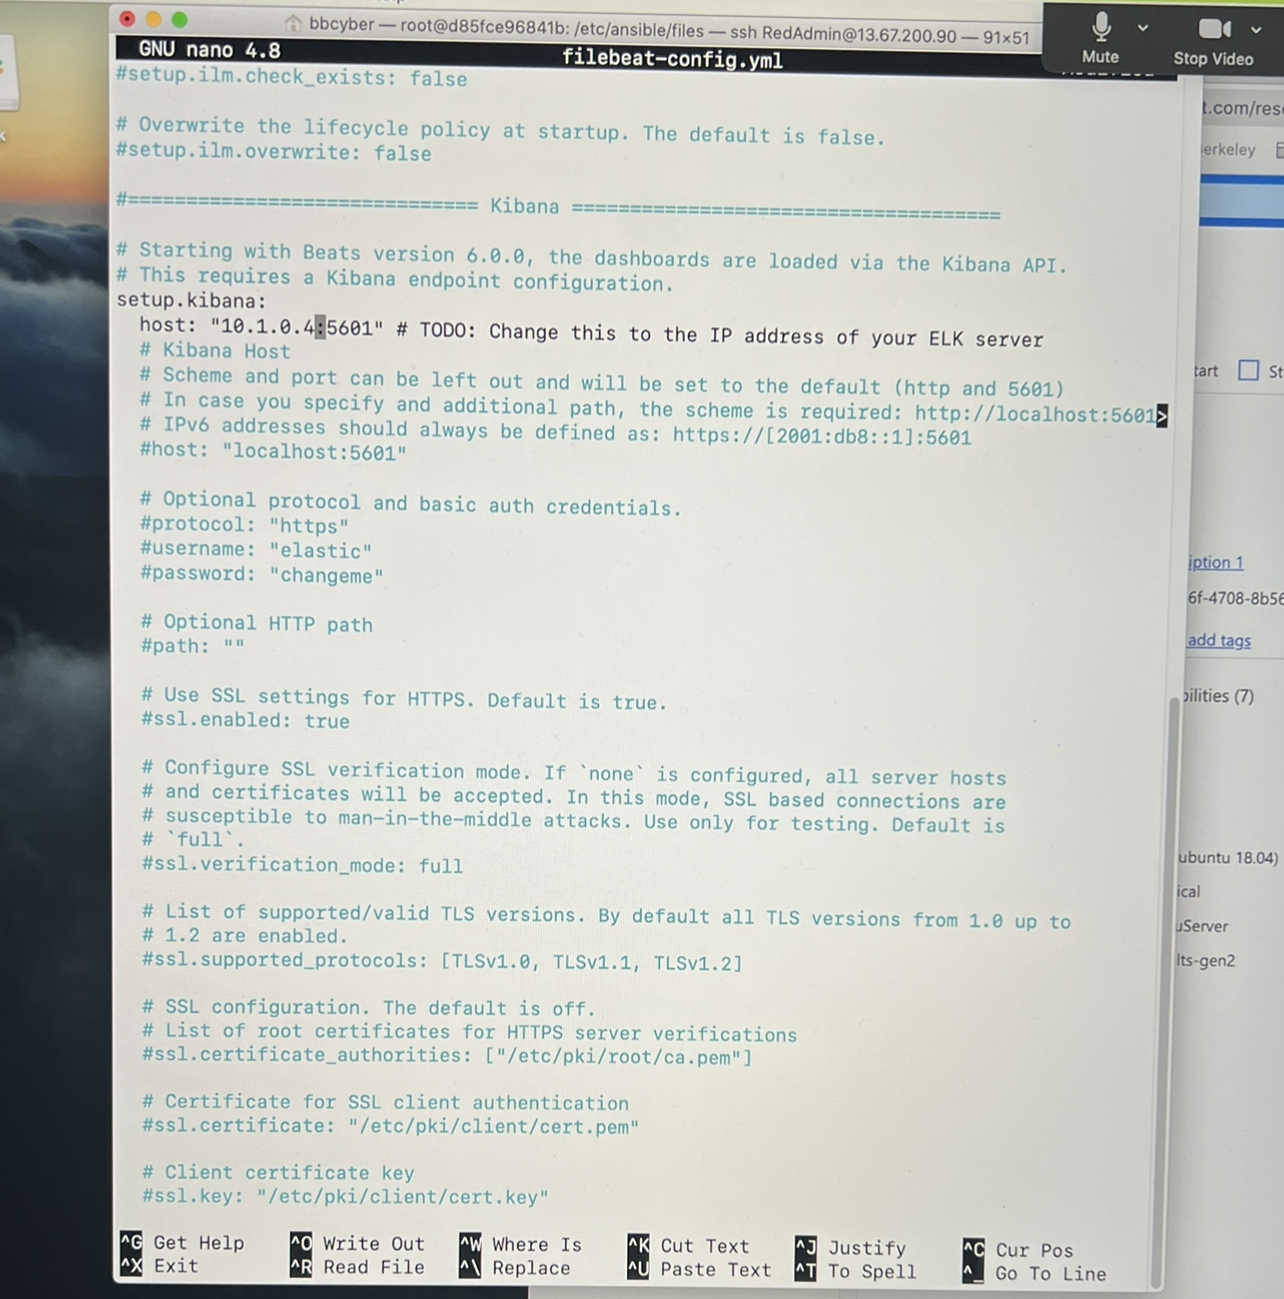 bbcyber — root@d85fce96841b: /etc/ansible/files — ssh RedAdmin@13.67.200.90 — 91×51
Mute
Stop Video
GNU nano 4.8
filebeat-config.yml
#setup.ilm.check_exists: false
# Overwrite the lifecycle policy at startup. The default is false.
#setup.ilm.overwrite: false
#============================== Kibana =====================================
# Starting with Beats version 6.0.0, the dashboards are loaded via the Kibana API.
# This requires a Kibana endpoint configuration.
setup.kibana:
host: "10.1.0.4:5601" # TODO: Change this to the IP address of your ELK server
# Kibana Host
# Scheme and port can be left out and will be set to the default (http and 5601)
# In case you specify and additional path, the scheme is required: http://localhost:5601>
# IPv6 addresses should always be defined as: https://[2001:db8::1]:5601
#host: "localhost:5601"
# Optional protocol and basic auth credentials.
#protocol: "https"
#username: "elastic"
#password: "changeme"
# Optional HTTP path
#path: ""
# Use SSL settings for HTTPS. Default is true.
#ssl.enabled: true
# Configure SSL verification mode. If `none` is configured, all server hosts
# and certificates will be accepted. In this mode, SSL based connections are
# susceptible to man-in-the-middle attacks. Use only for testing. Default is
# `full`.
#ssl.verification_mode: full
# List of supported/valid TLS versions. By default all TLS versions from 1.0 up to
# 1.2 are enabled.
#ssl.supported_protocols: [TLSv1.0, TLSv1.1, TLSv1.2]
# SSL configuration. The default is off.
# List of root certificates for HTTPS server verifications
#ssl.certificate_authorities: ["/etc/pki/root/ca.pem"]
# Certificate for SSL client authentication
#ssl.certificate: "/etc/pki/client/cert.pem"
# Client certificate key
#ssl.key: "/etc/pki/client/cert.key"
^G Get Help ^O Write Out ^W Where Is ^K Cut Text ^J Justify ^C Cur Pos
^X Exit ^R Read File ^\ Replace ^U Paste Text ^T To Spell ^_ Go To Line
t.com/res
erkeley
tart
St
iption 1
6f-4708-8b56
add tags
bilities (7)
ubuntu 18.04)
ical
uServer
lts-gen2